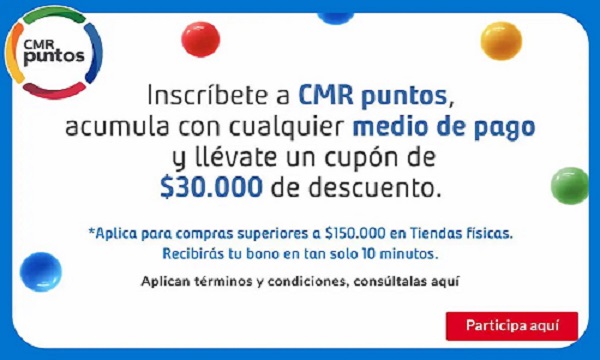 CMR
puntos
Inscríbete a CMR puntos,
acumula con cualquier medio de pago
y llévate un cupón de
$30.000 de descuento.
*Aplica para compras superiores a $150.000 en Tiendas físicas.
Recibirás tu bono en tan solo 10 minutos.
Aplican términos y condiciones, consúltalas aquí
Participa aquí